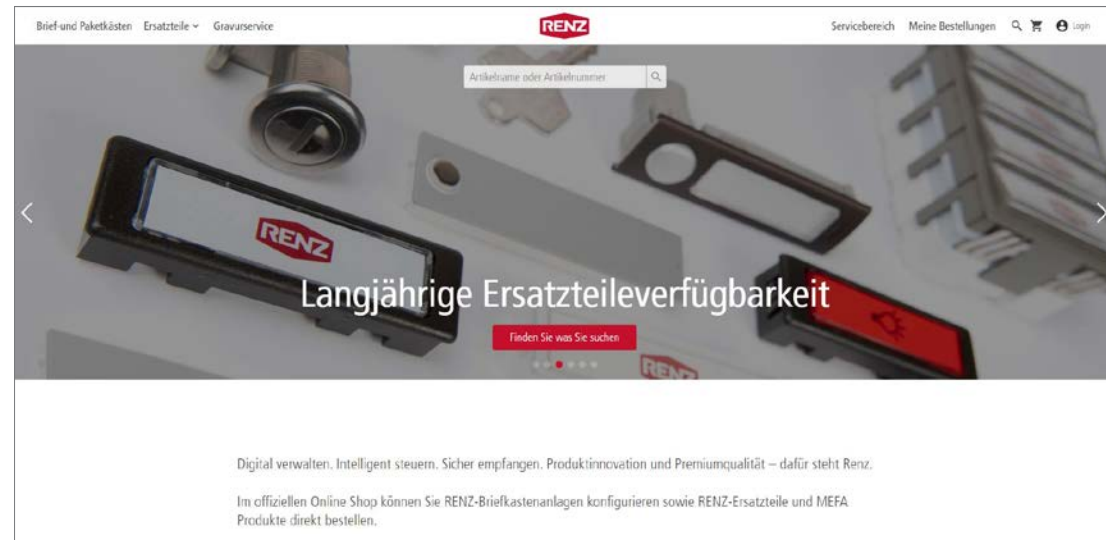 Brief-und Paketkästen Ersatzteile Gravurservice RENZ Servicebereich Meine Bestellungen Login
Artikelname oder Artikelnummer
RENZ
Langjährige Ersatzteileverfügbarkeit
Finden Sie was Sie suchen
RENZ
Digital verwalten. Intelligent steuern. Sicher empfangen. Produktinnovation und Premiumqualität – dafür steht Renz.
Im offiziellen Online Shop können Sie RENZ-Briefkastenanlagen konfigurieren sowie RENZ-Ersatzteile und MEFA
Produkte direkt bestellen.